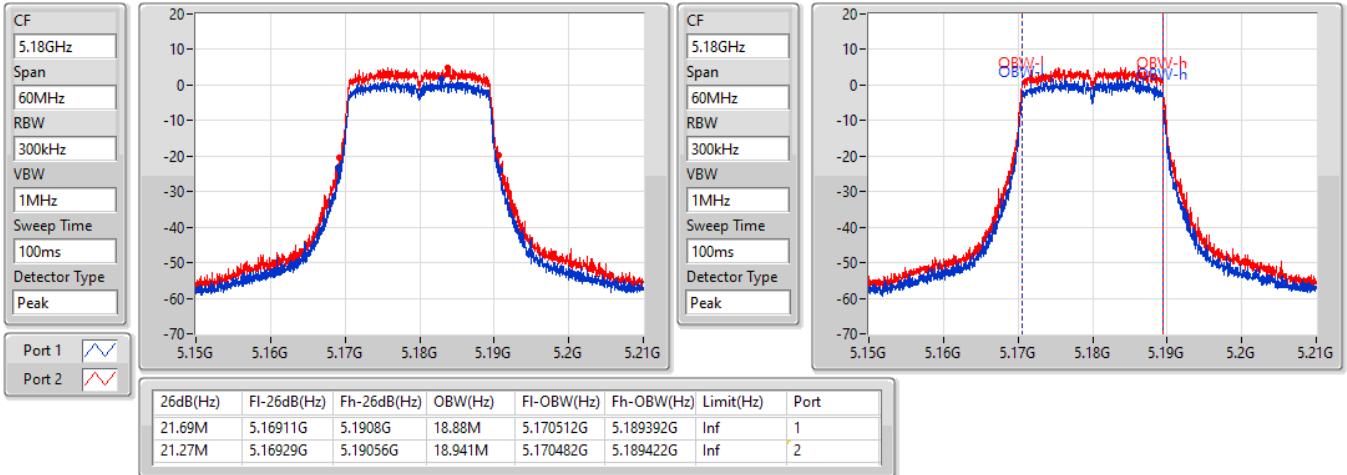 CF
5.18GHz
Span
60MHz
RBW
300kHz
VBW
1MHz
Sweep Time
100ms
Detector Type
Peak
Port 1
Port 2
20-
10-
0-
-10-
-20-
-30-
-40-
-50-
-60-
-70-
5.15G 5.16G 5.17G 5.18G 5.19G 5.2G 5.21G
CF
5.18GHz
Span
60MHz
RBW
300kHz
VBW
1MHz
Sweep Time
100ms
Detector Type
Peak
20-
10-
0-
-10-
-20-
-30-
-40-
-50-
-60-
-70-
OBW-l OBW-h
OBW-l OBW-h
5.15G 5.16G 5.17G 5.18G 5.19G 5.2G 5.21G
26dB(Hz) Fl-26dB(Hz) Fh-26dB(Hz) OBW(Hz) Fl-OBW(Hz) Fh-OBW(Hz) Limit(Hz) Port
21.69M 5.16911G 5.1908G 18.88M 5.170512G 5.189392G Inf 1
21.27M 5.16929G 5.19056G 18.941M 5.170482G 5.189422G Inf 2